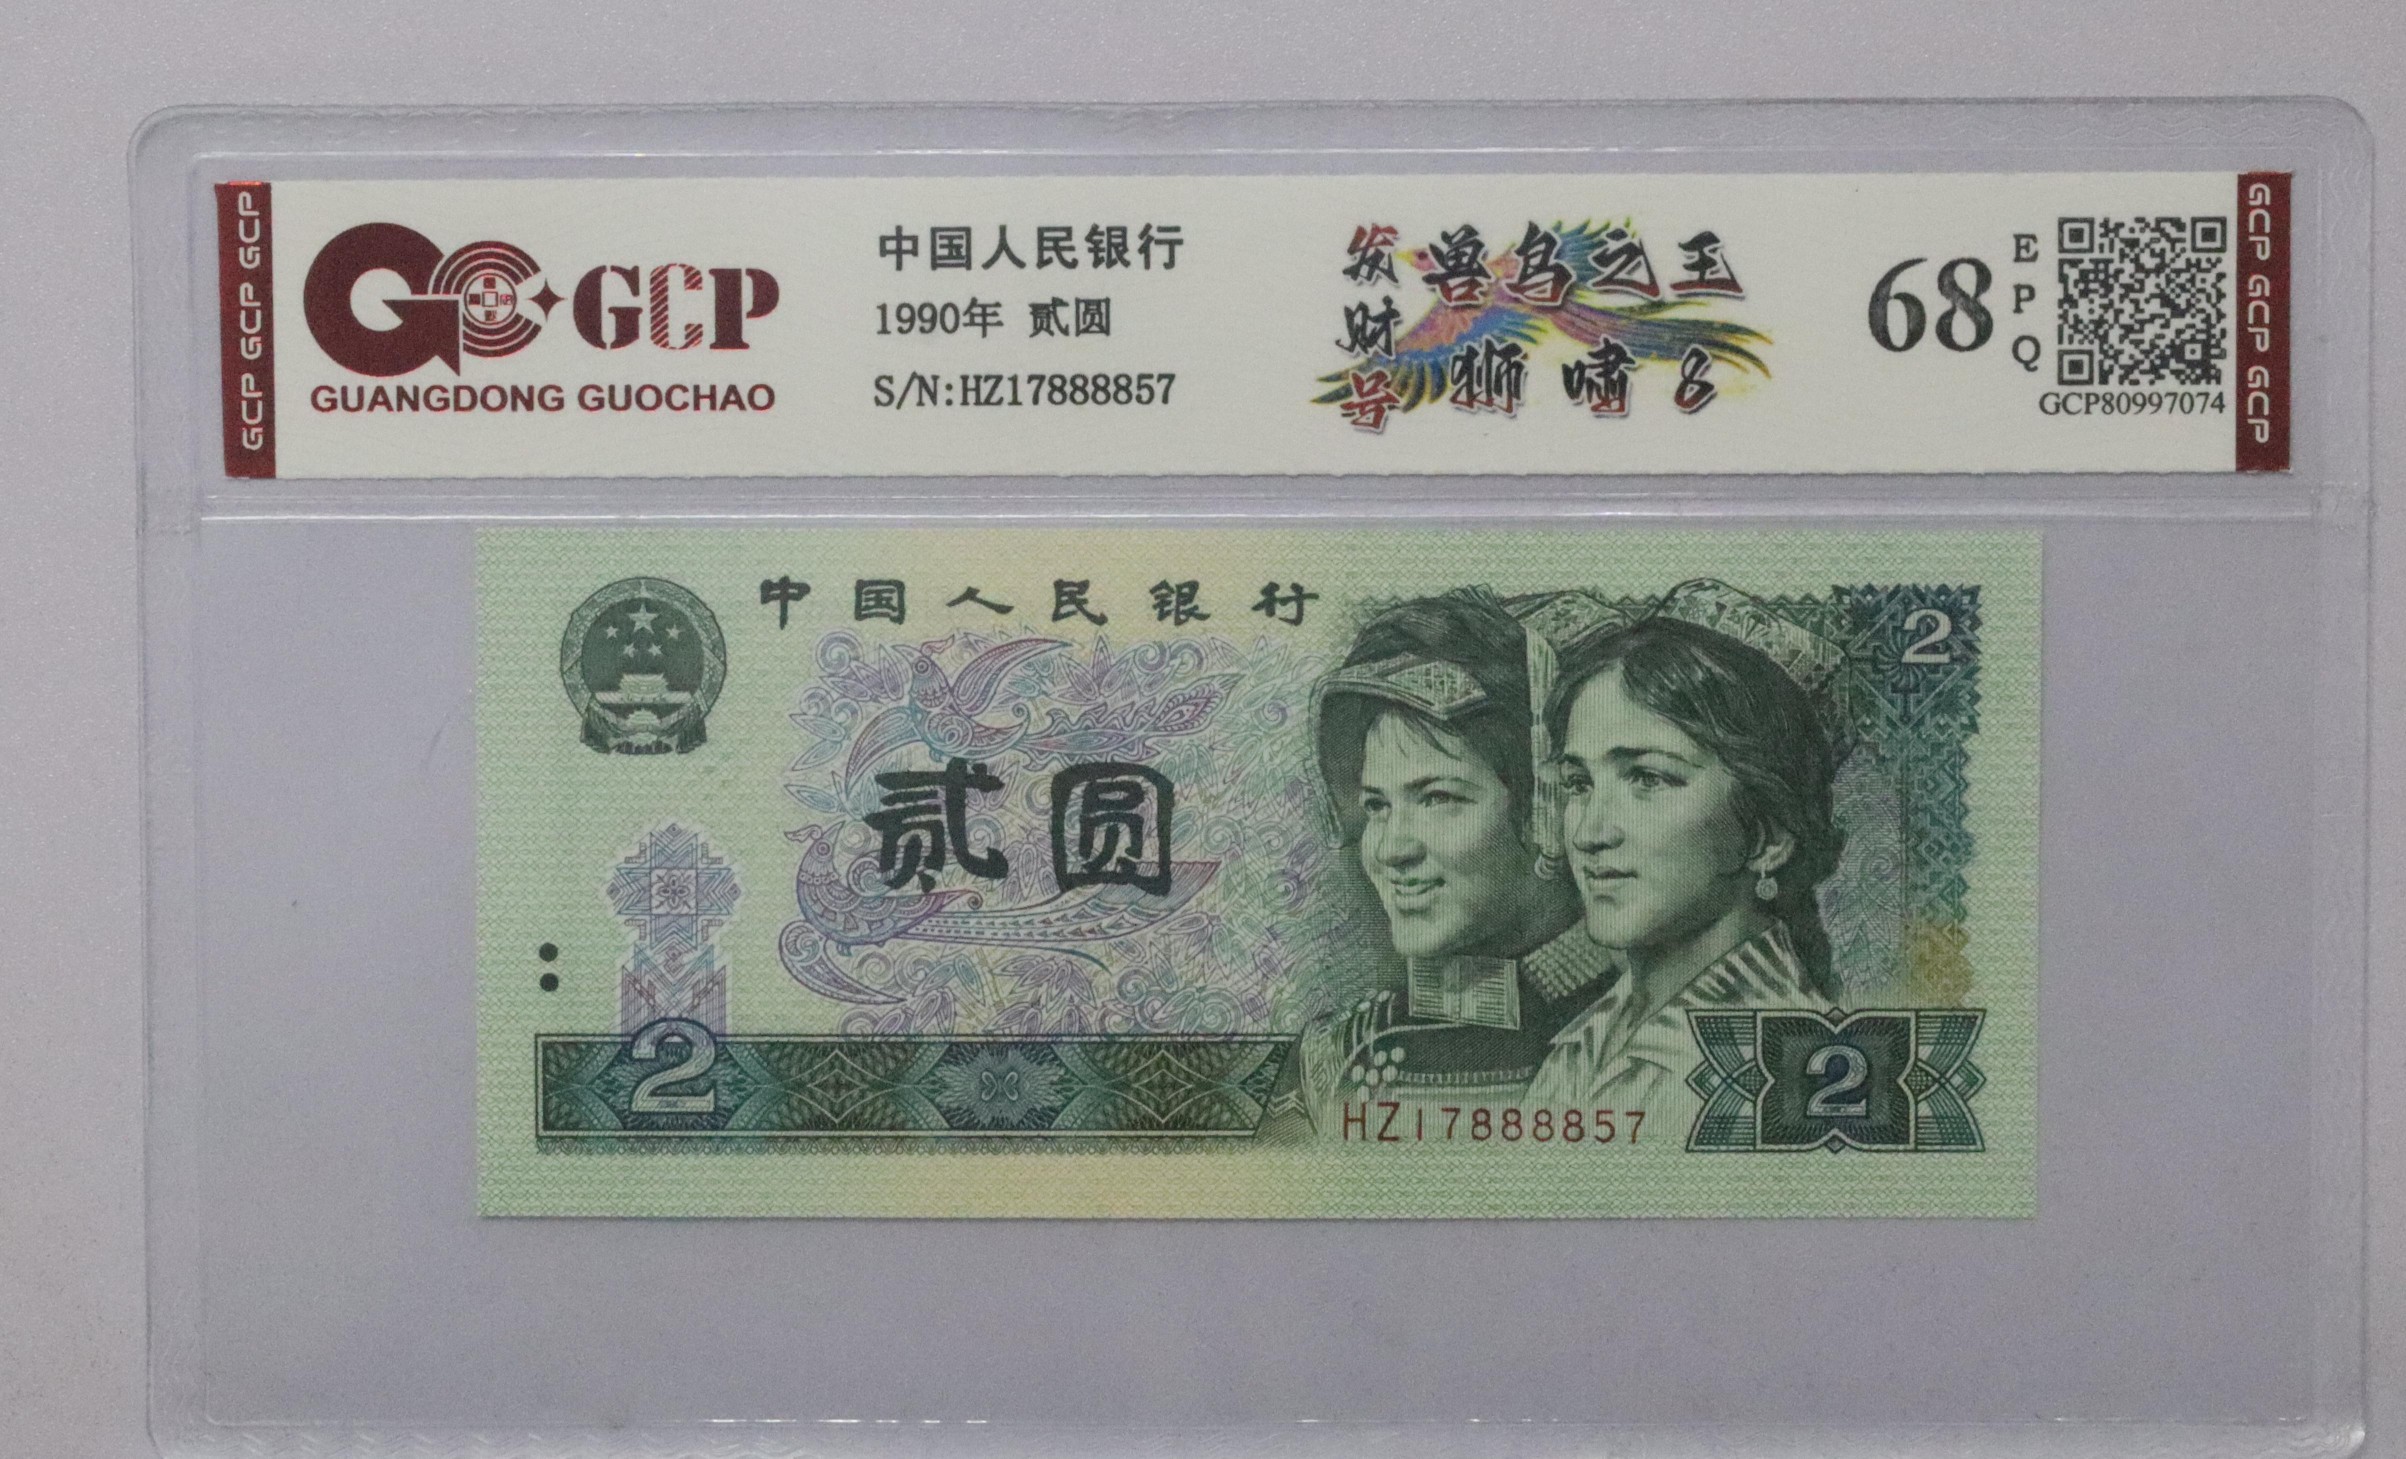 GCP GCP GCP
GCP
GUANGDONG GUOCHAO
中国人民银行
1990年 贰圆
S/N:HZ17888857
发财号
兽鸟之王
狮啸8
68
EPQ
GCP80997074
GCP GCP GCP
中国人民银行
2
贰圆
2
HZ17888857
2